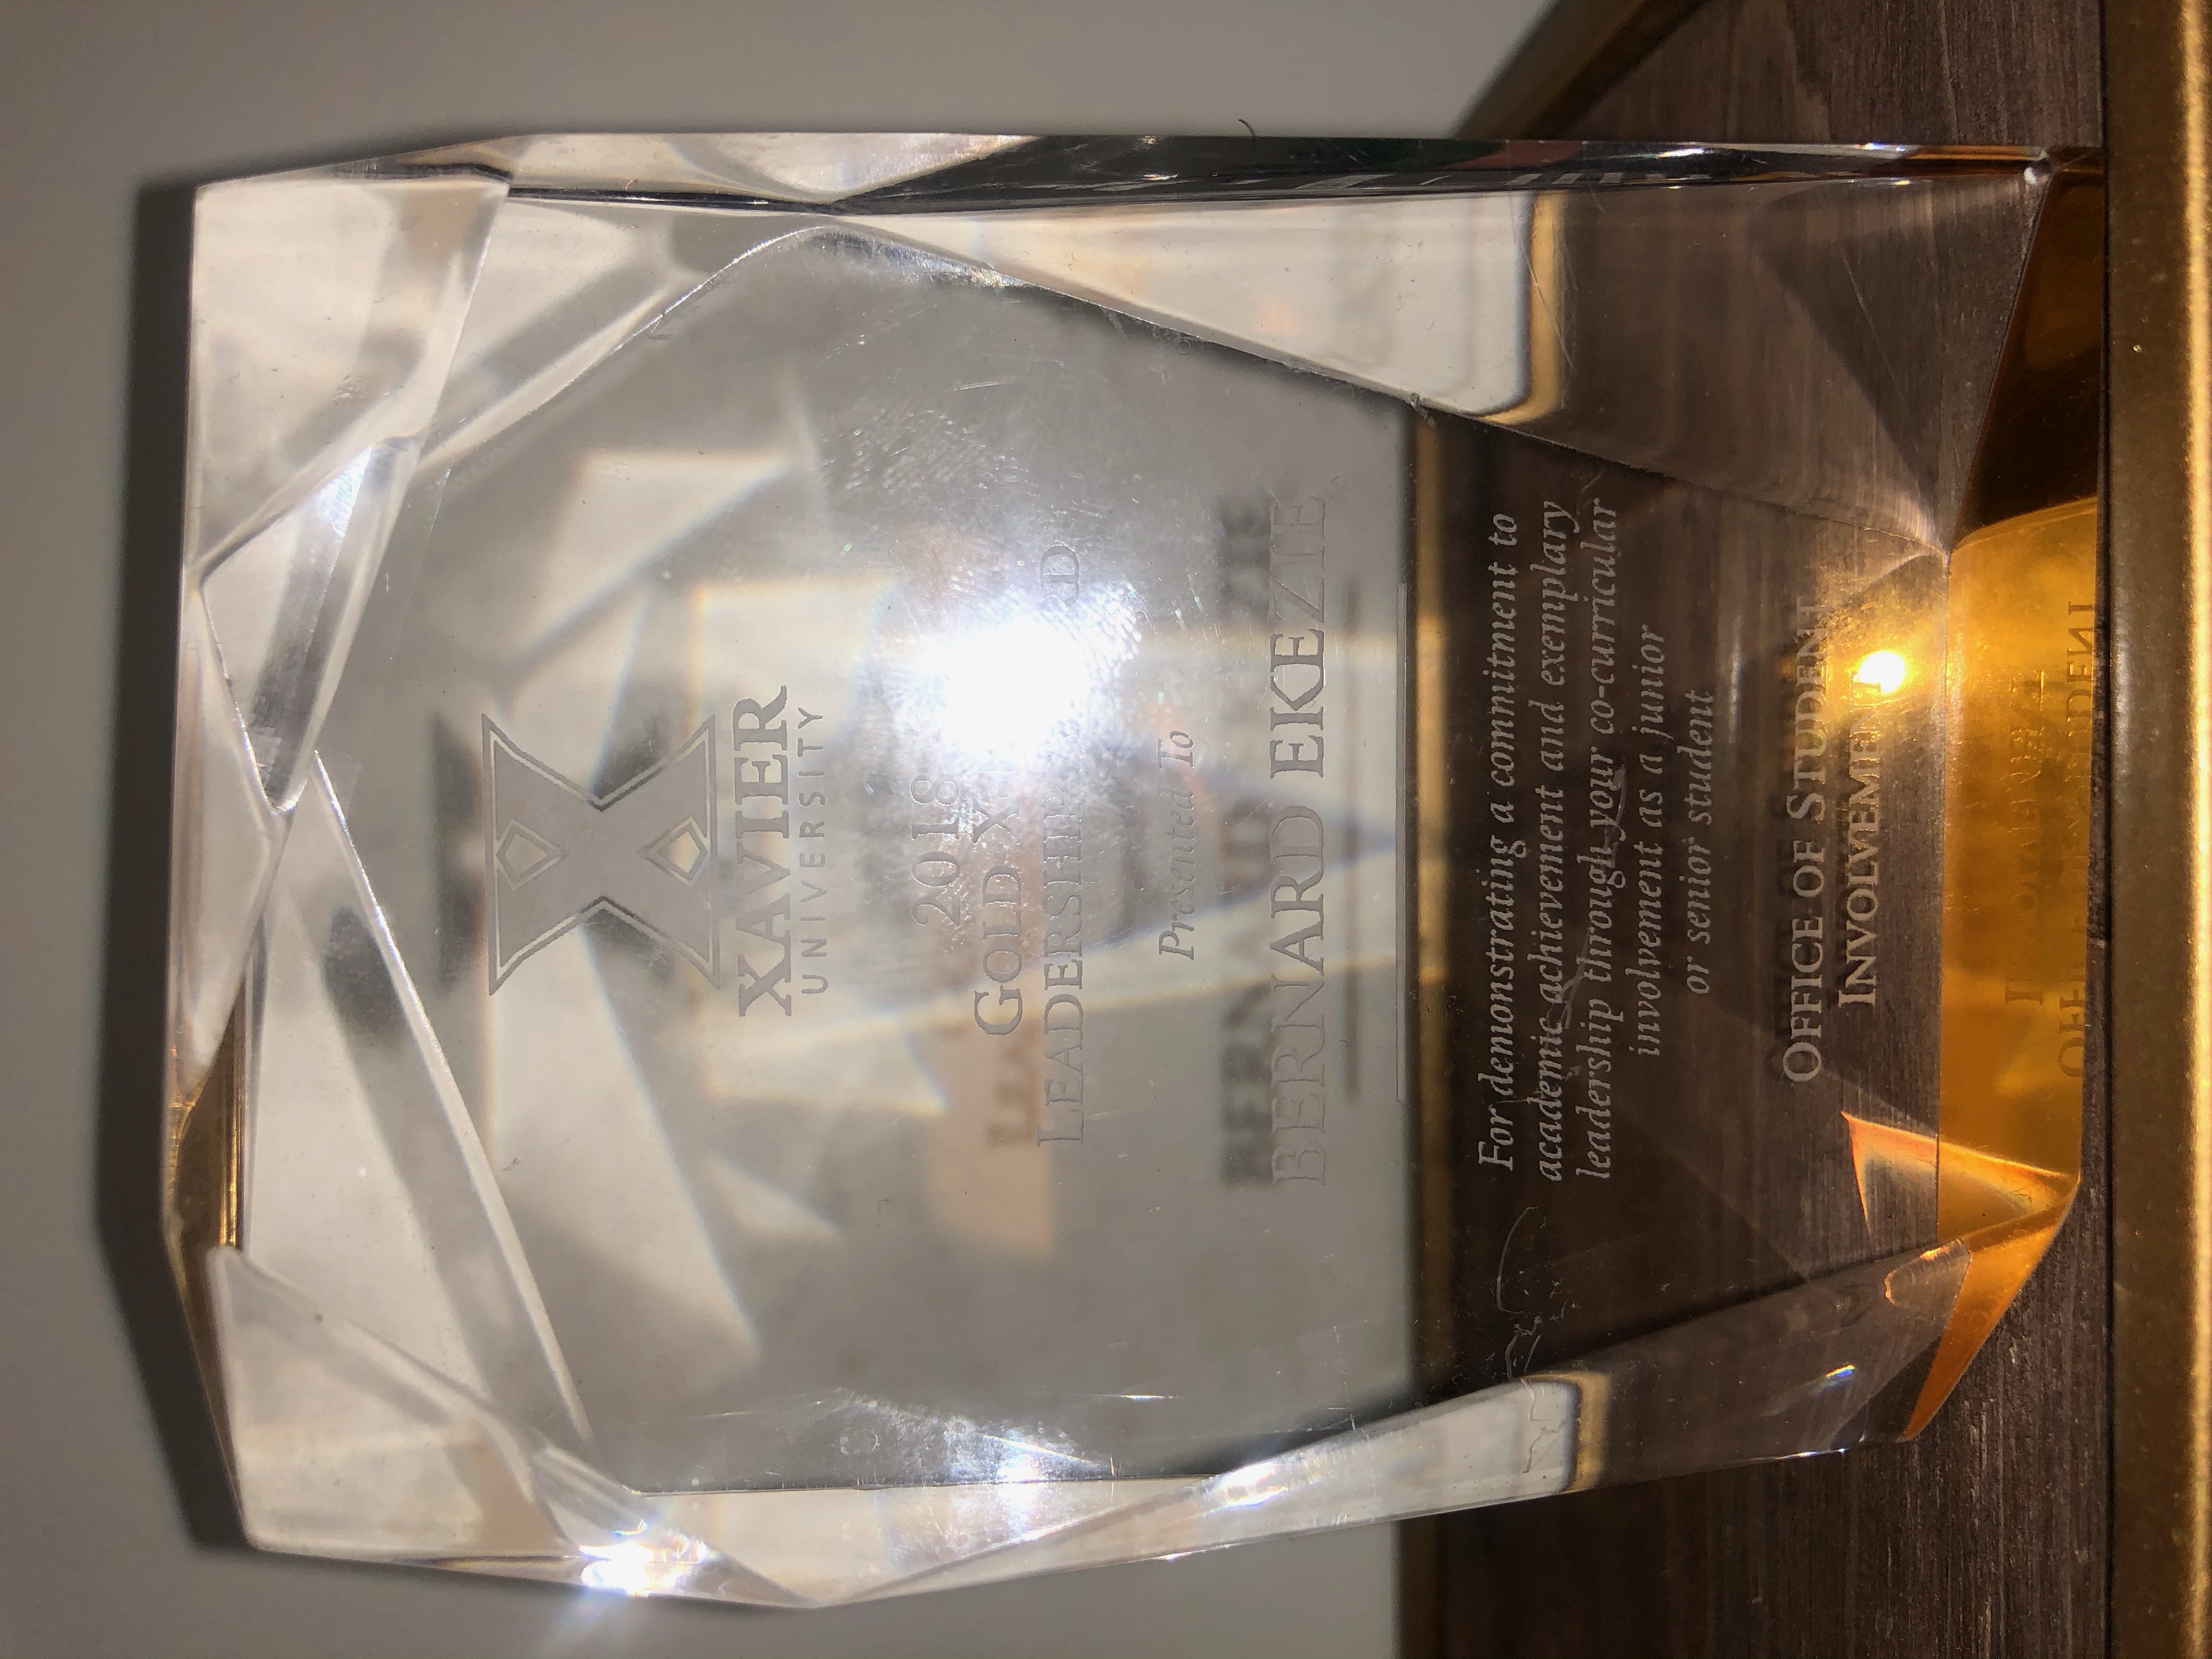 X
XAVIER
UNIVERSITY
2018
GOLD X
LEADERSHIP
Presented To
BERNARD EKEZIE
For demonstrating a commitment to
academic achievement and exemplary
leadership through your co-curricular
involvement as a junior
or senior student
OFFICE OF STUDENT
INVOLVEMENT